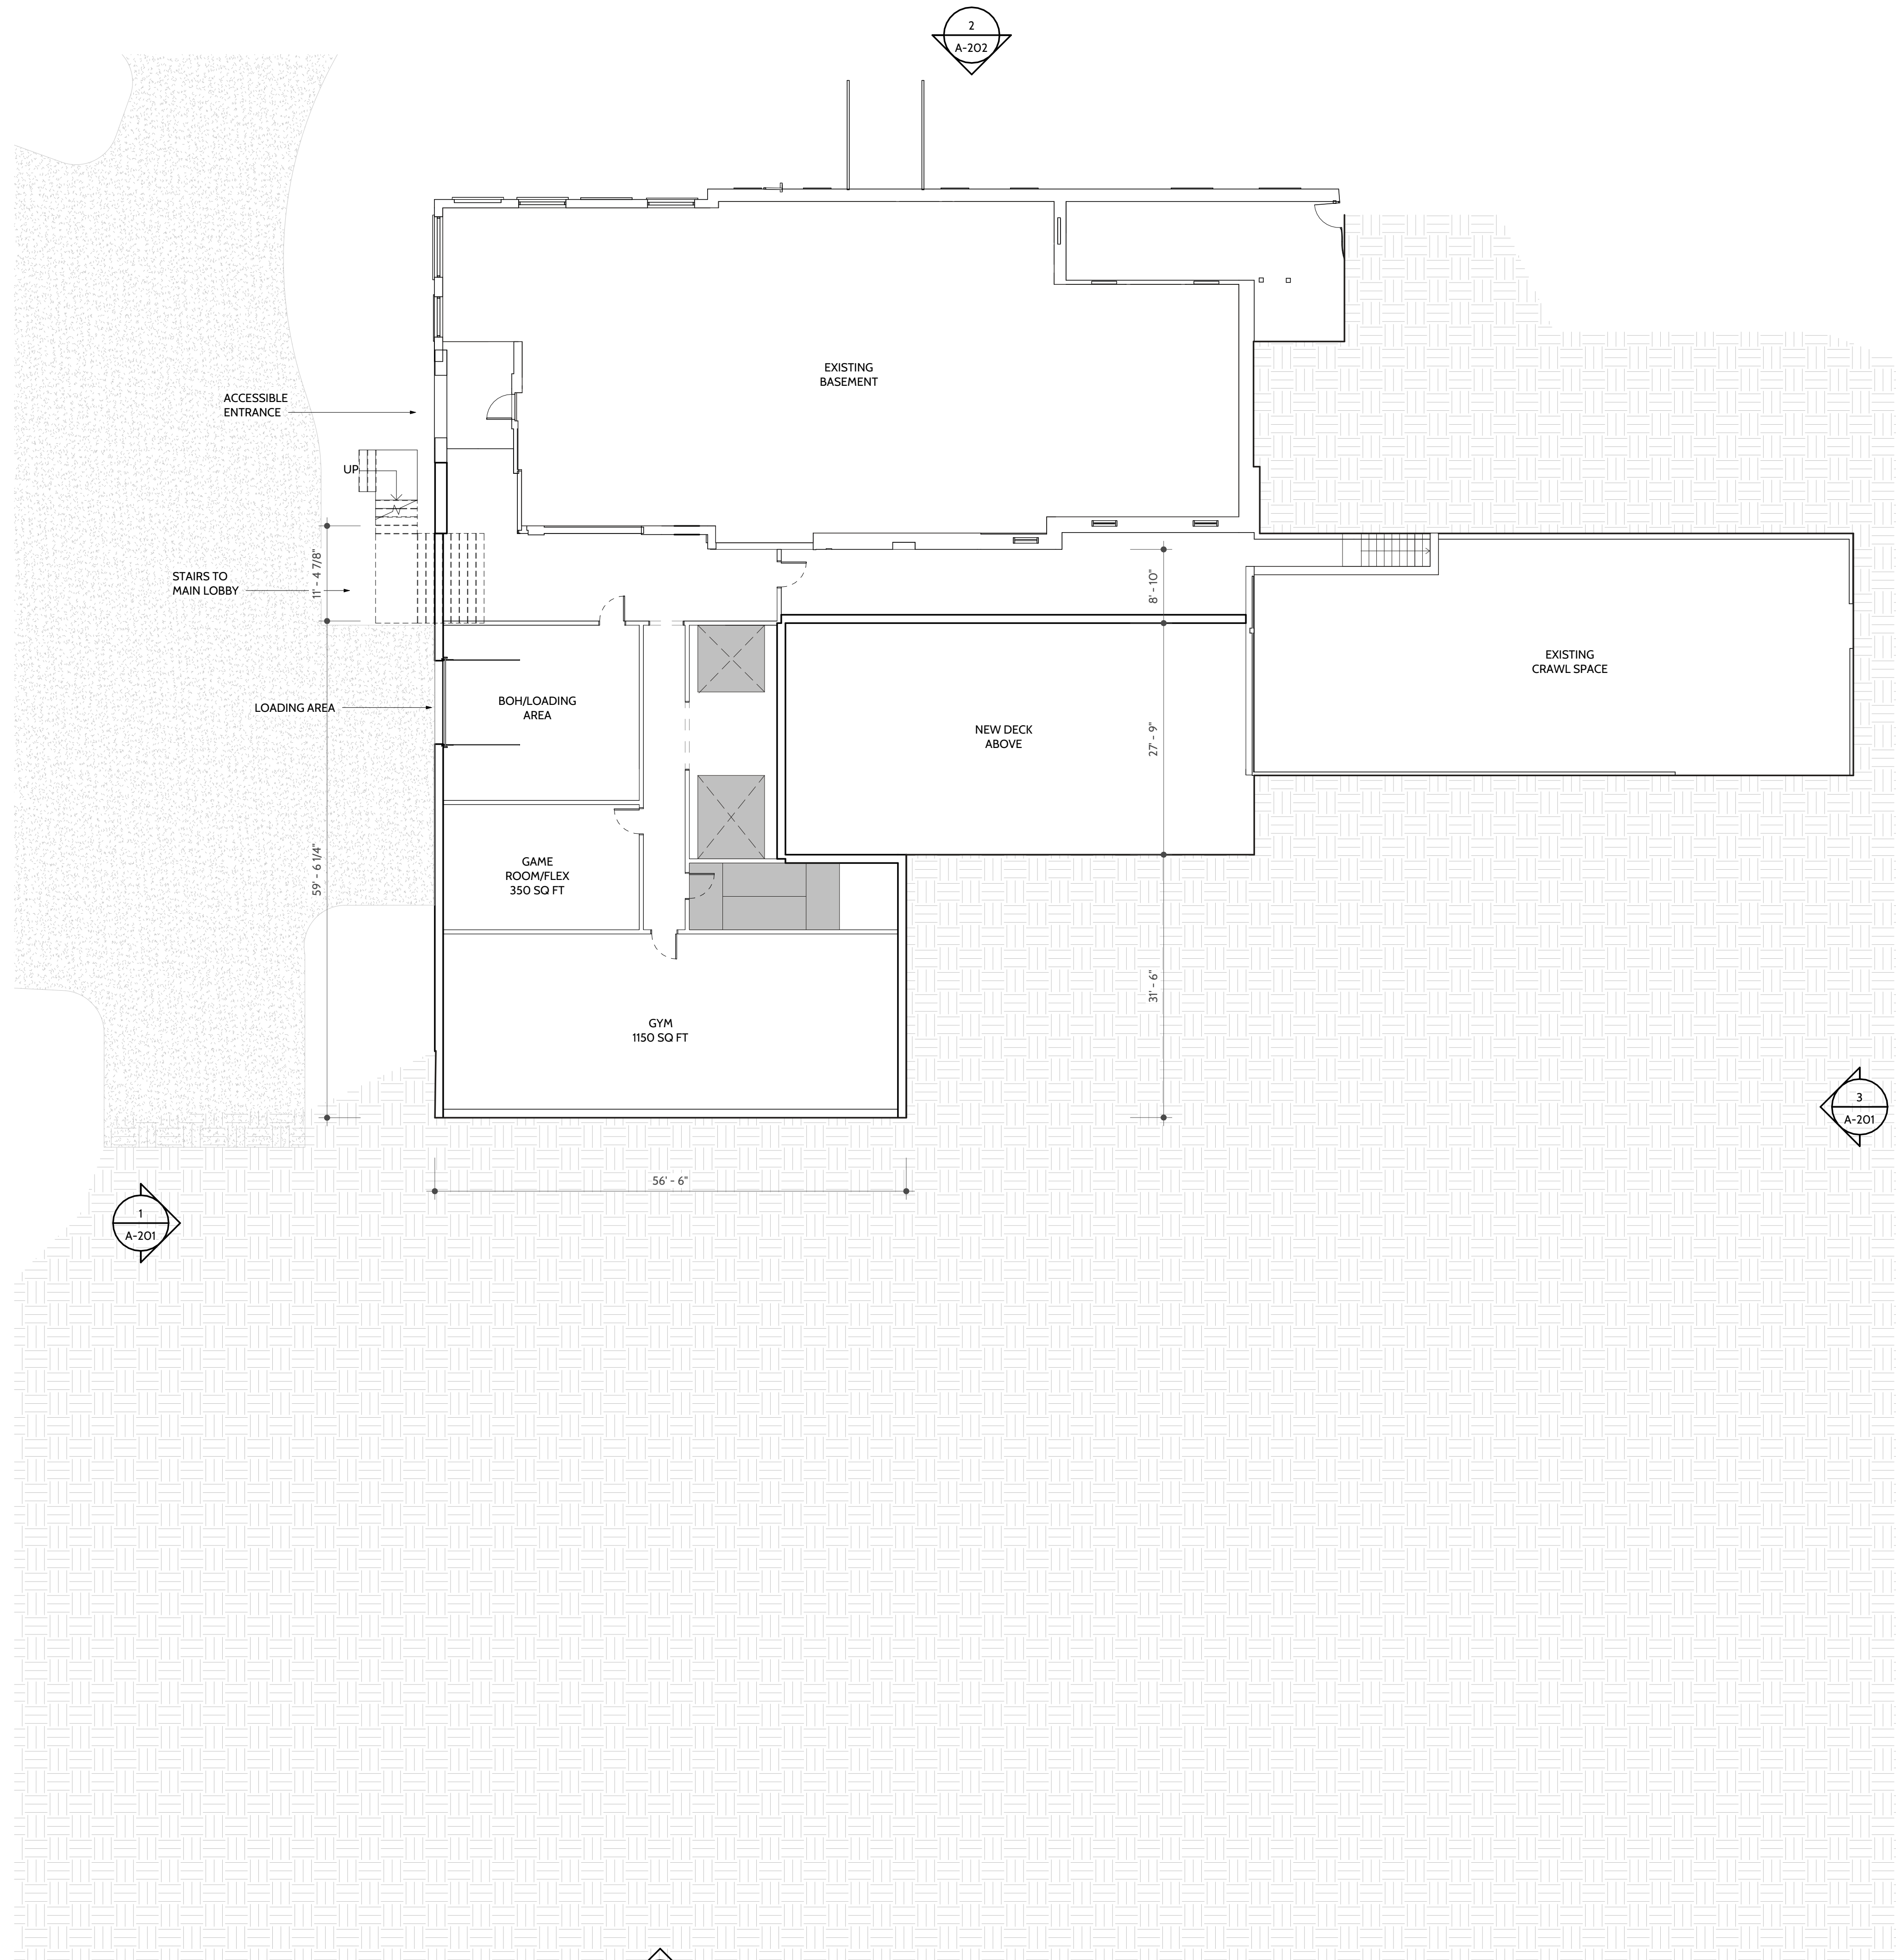 2
A-202
EXISTING
BASEMENT
ACCESSIBLE
ENTRANCE
UP
11' - 4 7/8"
STAIRS TO
MAIN LOBBY
8' - 10"
EXISTING
CRAWL SPACE
LOADING AREA
BOH/LOADING
AREA
NEW DECK
ABOVE
27' - 9"
59' - 6 1/4"
GAME
ROOM/FLEX
350 SQ FT
31' - 6"
GYM
1150 SQ FT
3
A-201
56' - 6"
1
A-201